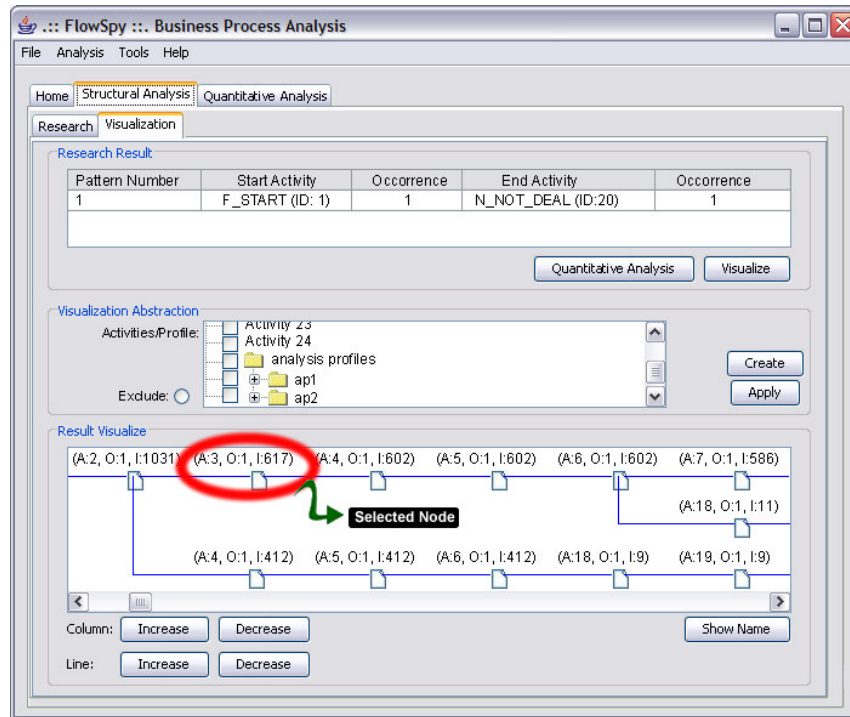 .:: FlowSpy ::. Business Process Analysis
File Analysis Tools Help
Home Structural Analysis Quantitative Analysis
Research Visualization
Research Result
Pattern Number Start Activity Occorrence End Activity Occorrence
1 F_START (ID: 1) 1 N_NOT_DEAL (ID:20) 1
Quantitative Analysis Visualize
Visualization Abstraction
Activities/Profile: Activity 23
Activity 24
analysis profiles
ap1
Exclude: ap2
Create
Apply
Result Visualize
(A:2, O:1, I:1031) (A:3, O:1, I:617) (A:4, O:1, I:602) (A:5, O:1, I:602) (A:6, O:1, I:602) (A:7, O:1, I:586)
(A:18, O:1, I:11)
Selected Node
(A:4, O:1, I:412) (A:5, O:1, I:412) (A:6, O:1, I:412) (A:18, O:1, I:9) (A:19, O:1, I:9)
Column: Increase Decrease Show Name
Line: Increase Decrease